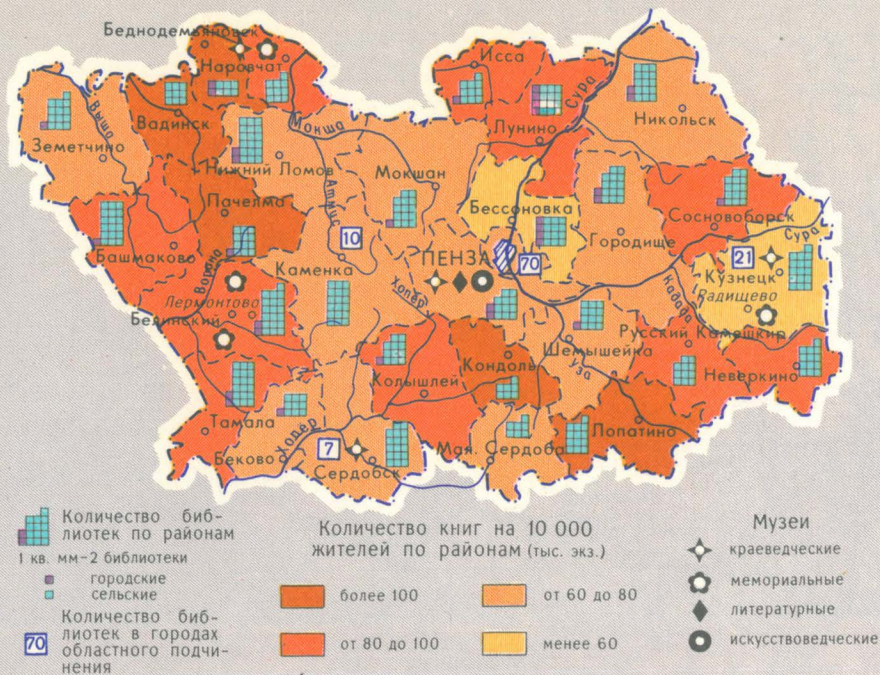 Беднодемьяновск
Наровчат
Исса
Сура
Выша
Вадинск
Лунино
Никольск
Мокша
Земетчино
Нижний Ломов
Мокшан
Атмис
Пачелма
Бессоновка
Сосновоборск
Башмаково
10
ПЕНЗА
70
Городище
Сура
21
Ворона
Каменка
Кузнецк
Лермонтово
Хопёр
Кадада
Радищево
Белинский
Русский Камешкир
Шемышейка
Уза
Кондоль
Колышлей
Неверкино
Тамала
Хопёр
Лопатино
Беково
7
Сердобск
Мал. Сердоба
Количество биб-
лиотек по районам
1 кв. мм–2 библиотеки
городские
сельские
70
Количество биб-
лиотек в городах
областного подчи-
нения
Количество книг на 10 000
жителей по районам (тыс. экз.)
более 100
от 60 до 80
от 80 до 100
менее 60
Музеи
краеведческие
мемориальные
литературные
искусствоведческие